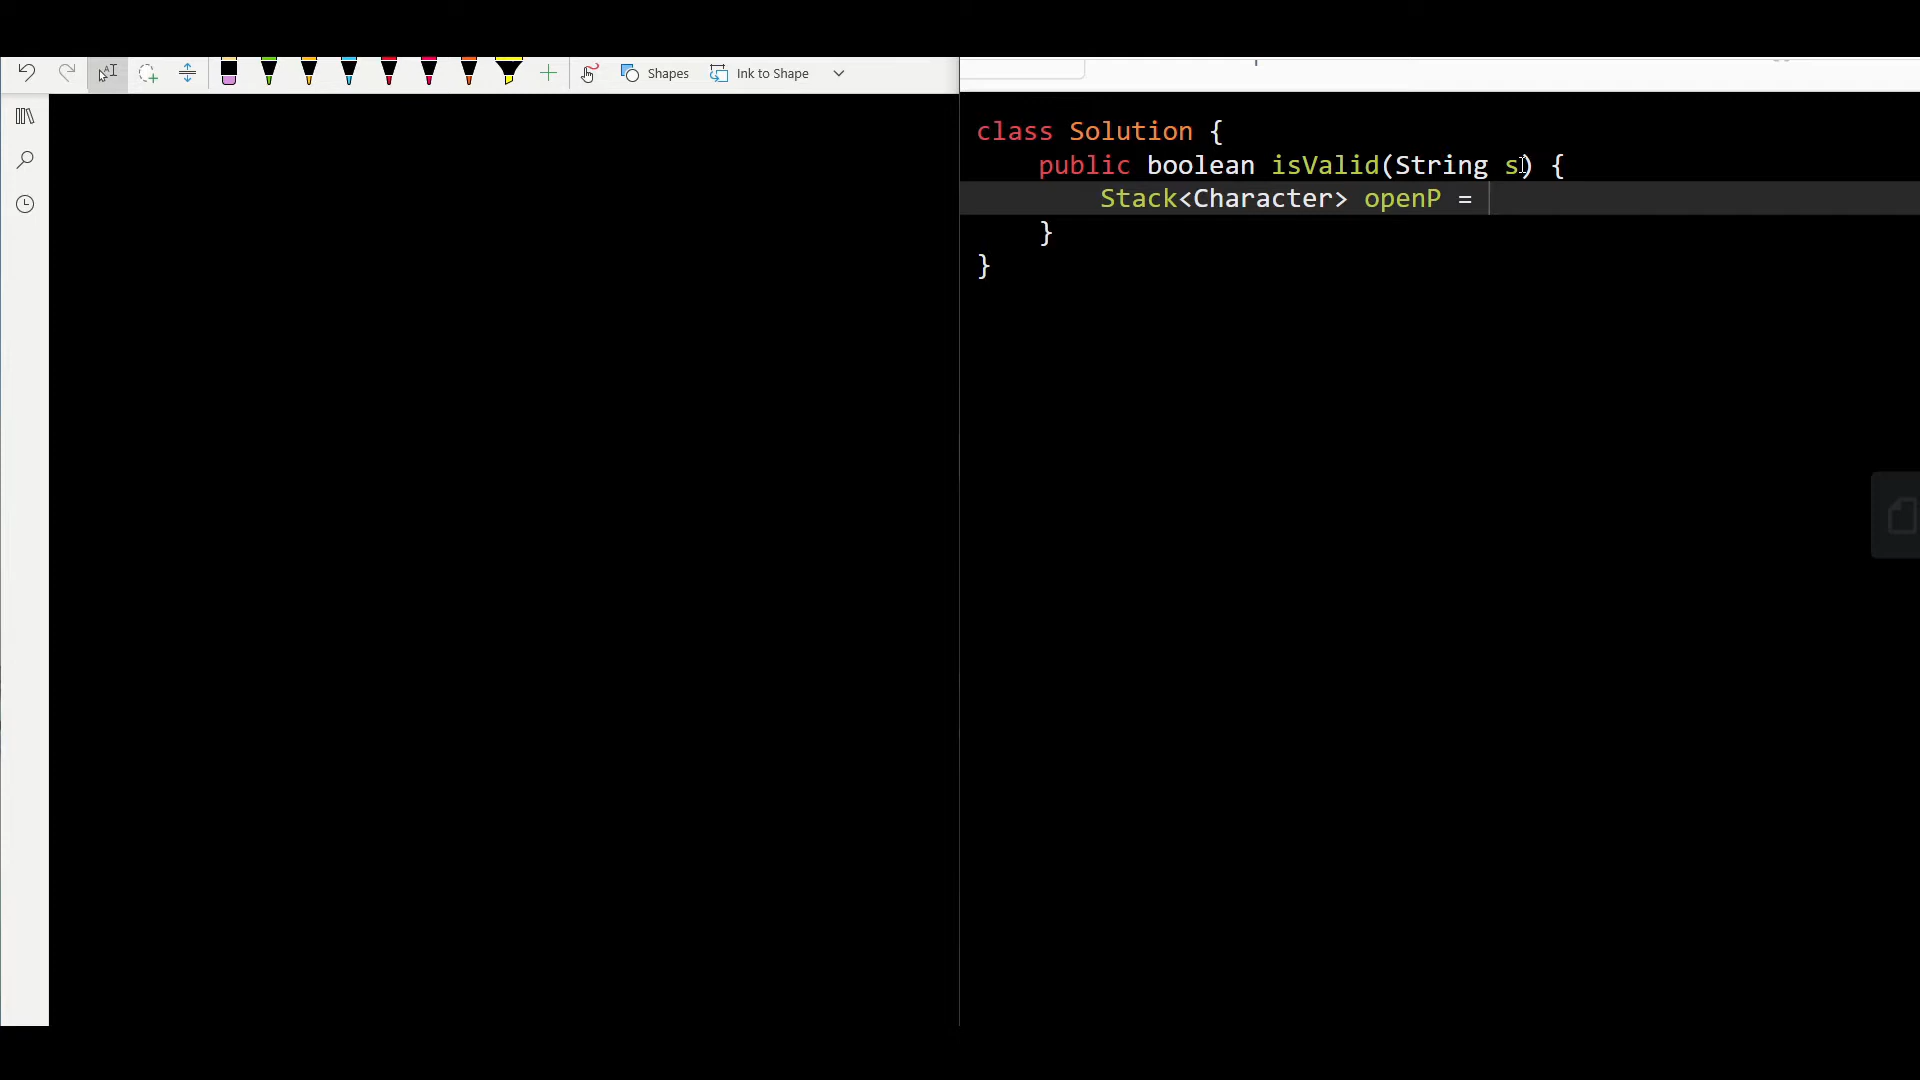 Shapes
Ink to Shape
class Solution {
    public boolean isValid(String s) {
        Stack<Character> openP =
    }
}